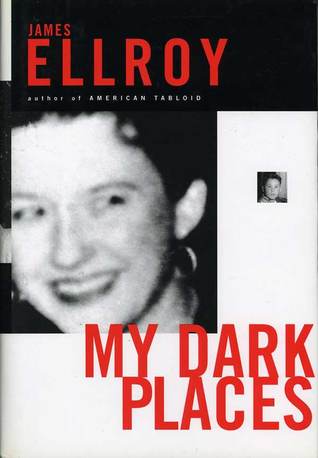 JAMES
ELLROY
author of AMERICAN TABLOID
MY DARK
PLACES